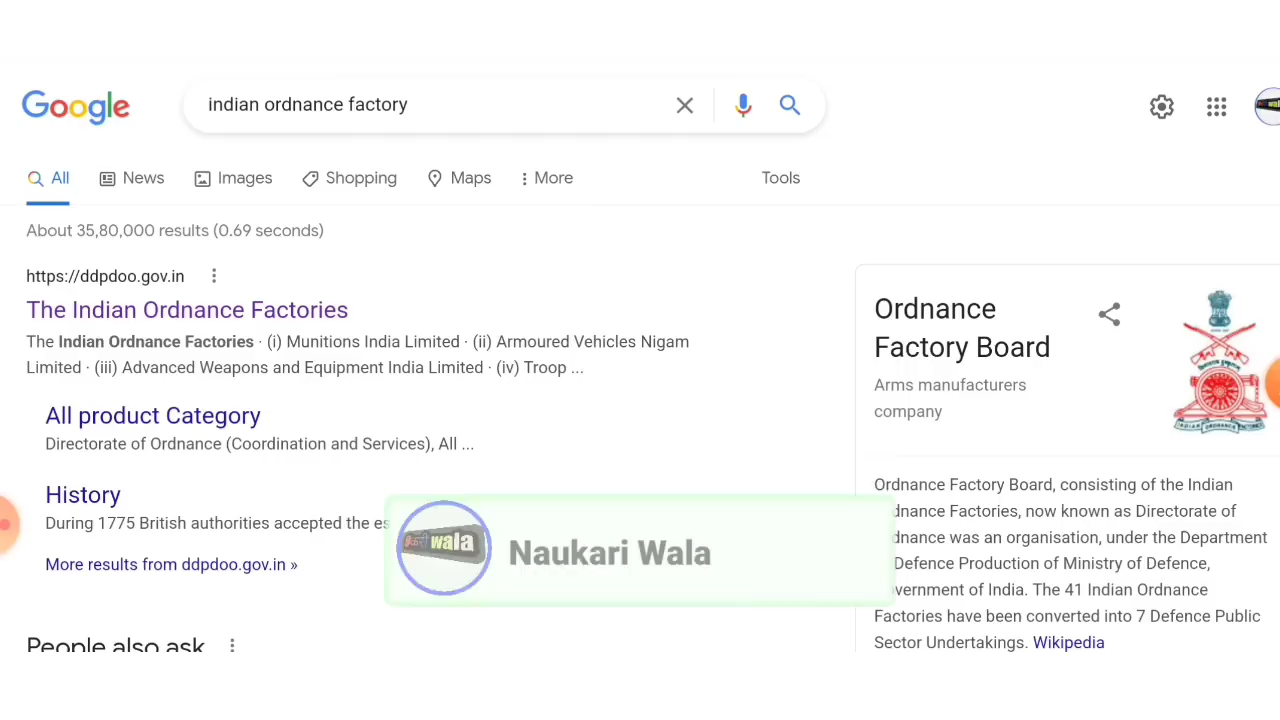 Google
indian ordnance factory
All
News
Images
Shopping
Maps
More
Tools
About 35,80,000 results (0.69 seconds)
https://ddpdoo.gov.in
The Indian Ordnance Factories
The Indian Ordnance Factories · (i) Munitions India Limited · (ii) Armoured Vehicles Nigam
Limited · (iii) Advanced Weapons and Equipment India Limited · (iv) Troop ...
All product Category
Directorate of Ordnance (Coordination and Services), All ...
History
During 1775 British authorities accepted the es
More results from ddpdoo.gov.in »
People also ask
wala
Naukari Wala
Ordnance
Factory Board
Arms manufacturers
company
Ordnance Factory Board, consisting of the Indian
dnance Factories, now known as Directorate of
dnance was an organisation, under the Department
Defence Production of Ministry of Defence,
vernment of India. The 41 Indian Ordnance
Factories have been converted into 7 Defence Public
Sector Undertakings. Wikipedia